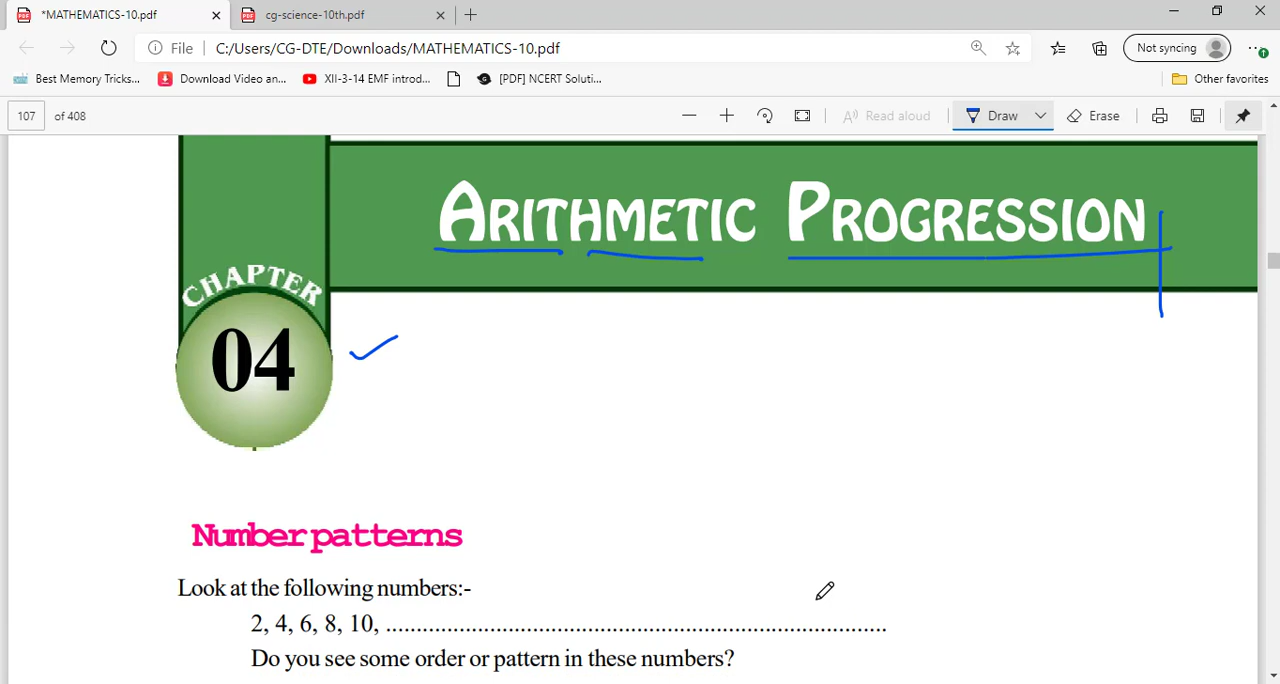 *MATHEMATICS-10.pdf
cg-science-10th.pdf
File
C:/Users/CG-DTE/Downloads/MATHEMATICS-10.pdf
Not syncing
Best Memory Tricks...
Download Video an...
XII-3-14 EMF introd...
[PDF] NCERT Soluti...
Other favorites
107 of 408
Read aloud
Draw
Erase
ARITHMETIC PROGRESSION
CHAPTER
04
Number patterns
Look at the following numbers:-
2, 4, 6, 8, 10, ..................................................................................
Do you see some order or pattern in these numbers?